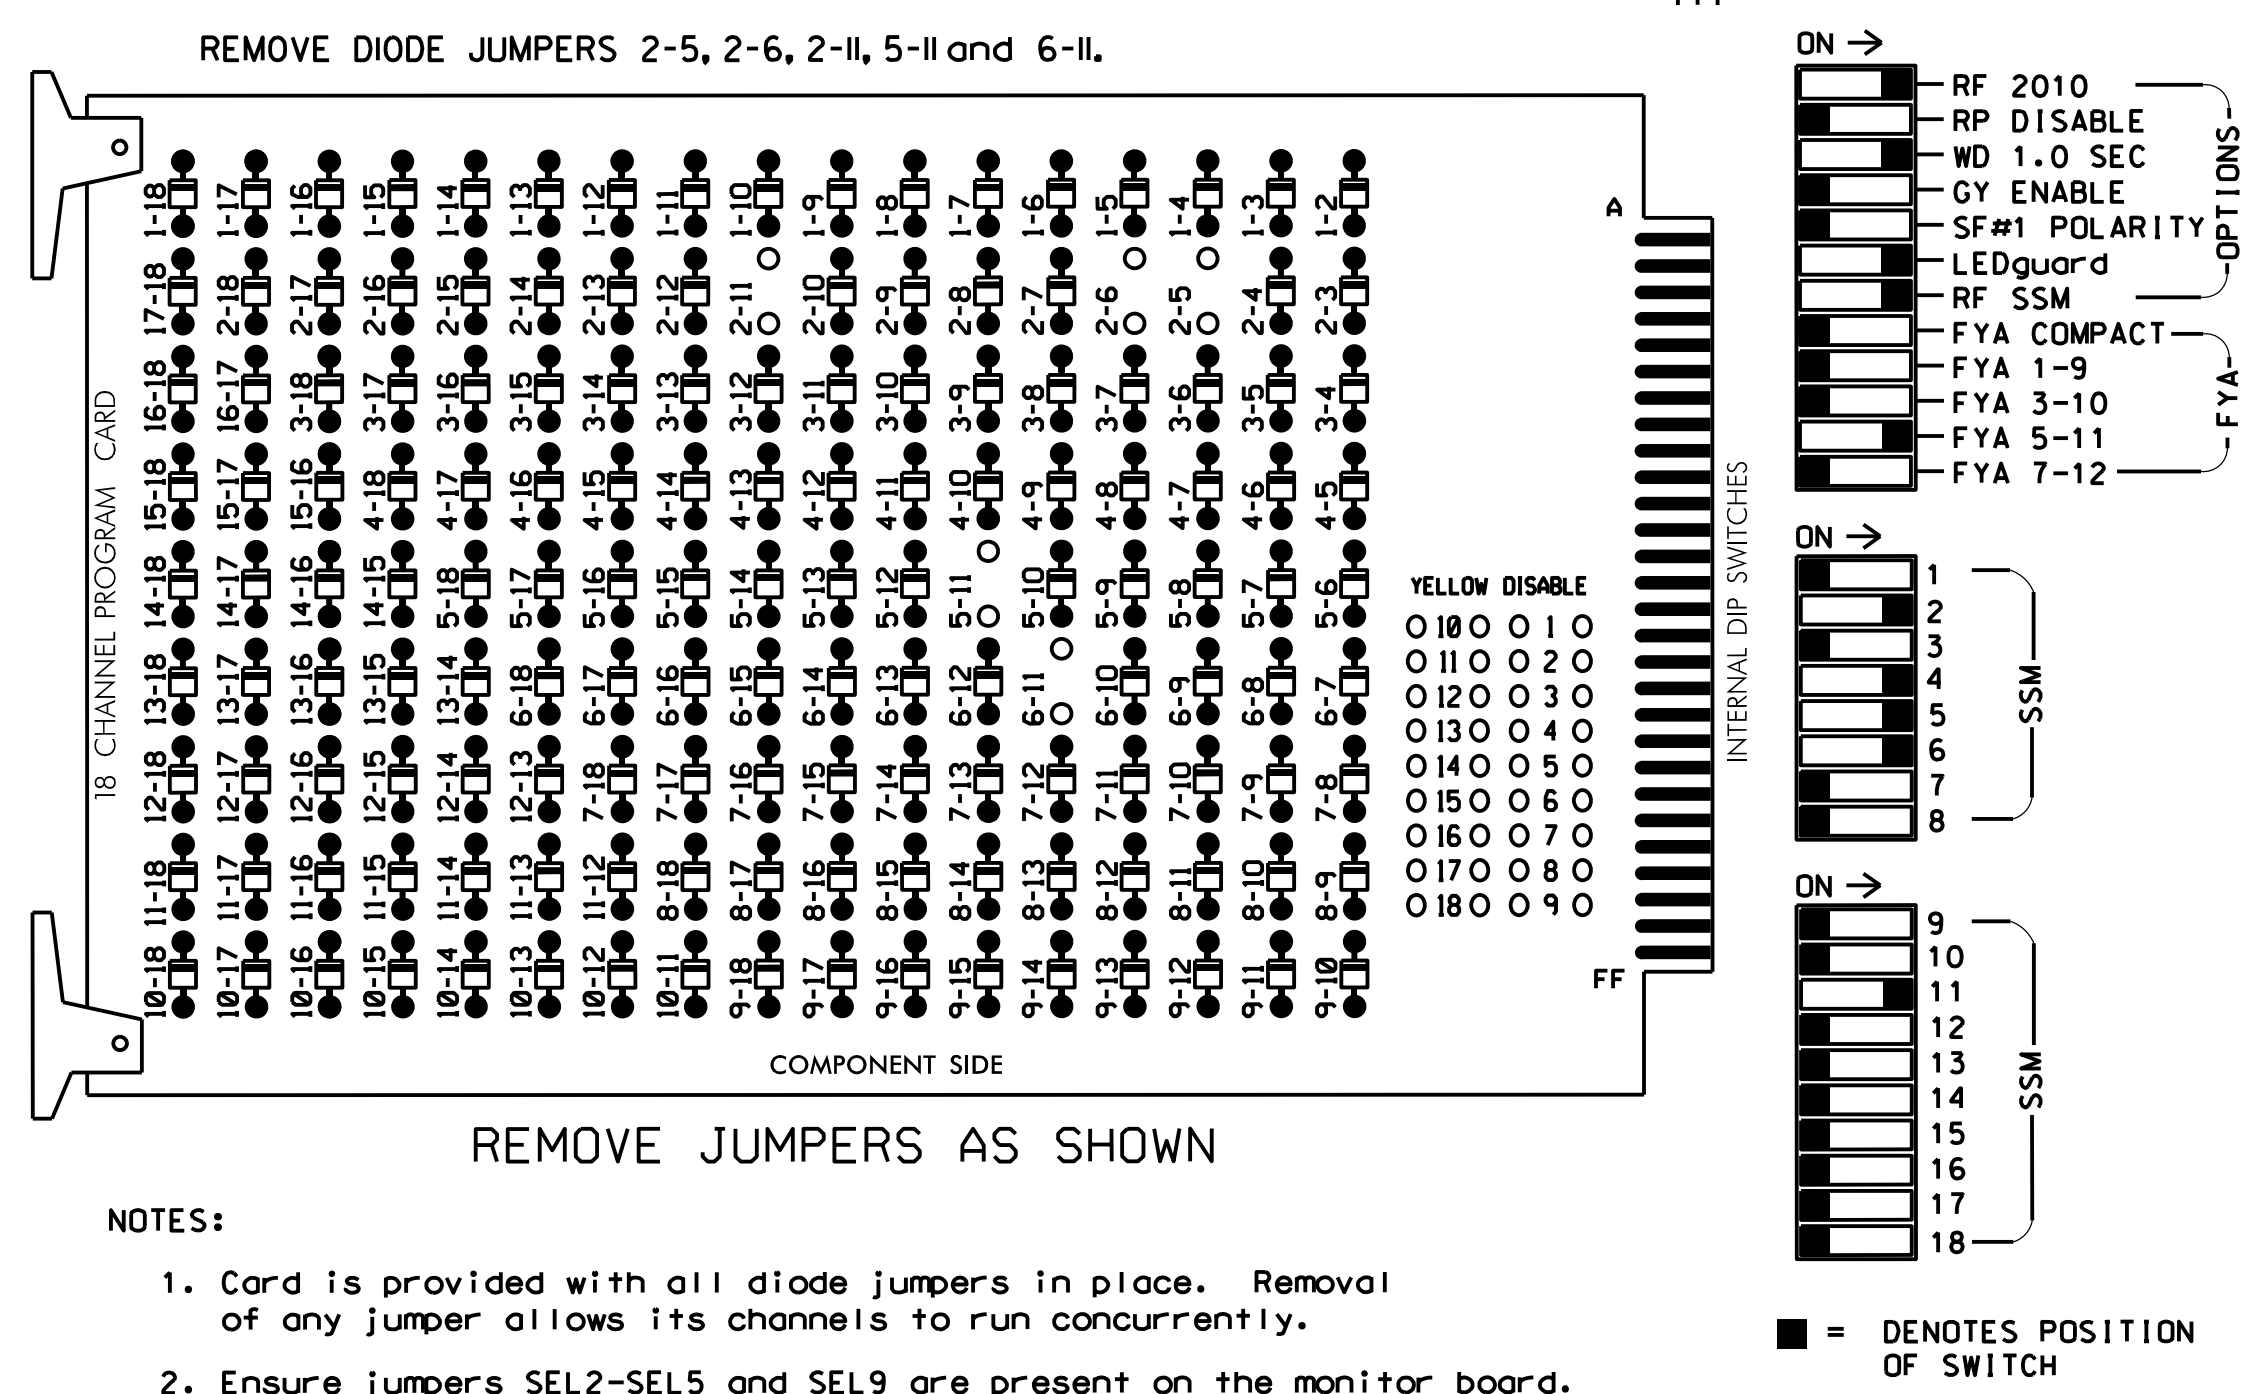 REMOVE DIODE JUMPERS 2-5, 2-6, 2-11, 5-11 and 6-11.
18 CHANNEL PROGRAM CARD
1-18 1-17 1-16 1-15 1-14 1-13 1-12 1-11 1-10 1-9 1-8 1-7 1-6 1-5 1-4 1-3 1-2
17-18 2-18 2-17 2-16 2-15 2-14 2-13 2-12 2-11 2-10 2-9 2-8 2-7 2-6 2-5 2-4 2-3
16-18 16-17 3-18 3-17 3-16 3-15 3-14 3-13 3-12 3-11 3-10 3-9 3-8 3-7 3-6 3-5 3-4
15-18 15-17 15-16 4-18 4-17 4-16 4-15 4-14 4-13 4-12 4-11 4-10 4-9 4-8 4-7 4-6 4-5
14-18 14-17 14-16 14-15 5-18 5-17 5-16 5-15 5-14 5-13 5-12 5-11 5-10 5-9 5-8 5-7 5-6
13-18 13-17 13-16 13-15 13-14 6-18 6-17 6-16 6-15 6-14 6-13 6-12 6-11 6-10 6-9 6-8 6-7
12-18 12-17 12-16 12-15 12-14 12-13 7-18 7-17 7-16 7-15 7-14 7-13 7-12 7-11 7-10 7-9 7-8
11-18 11-17 11-16 11-15 11-14 11-13 11-12 8-18 8-17 8-16 8-15 8-14 8-13 8-12 8-11 8-10 8-9
10-18 10-17 10-16 10-15 10-14 10-13 10-12 10-11 9-18 9-17 9-16 9-15 9-14 9-13 9-12 9-11 9-10
YELLOW DISABLE
10 1
11 2
12 3
13 4
14 5
15 6
16 7
17 8
18 9
A
FF
COMPONENT SIDE
INTERNAL DIP SWITCHES
ON
RF 2010
RP DISABLE
WD 1.0 SEC
GY ENABLE
SF#1 POLARITY
LEDguard
RF SSM
OPTIONS
FYA COMPACT
FYA 1-9
FYA 3-10
FYA 5-11
FYA 7-12
FYA
ON
1
2
3
4
5
6
7
8
SSM
ON
9
10
11
12
13
14
15
16
17
18
SSM
= DENOTES POSITION
OF SWITCH
REMOVE JUMPERS AS SHOWN
NOTES:
1. Card is provided with all diode jumpers in place. Removal
of any jumper allows its channels to run concurrently.
2. Ensure jumpers SEL2-SEL5 and SEL9 are present on the monitor board.